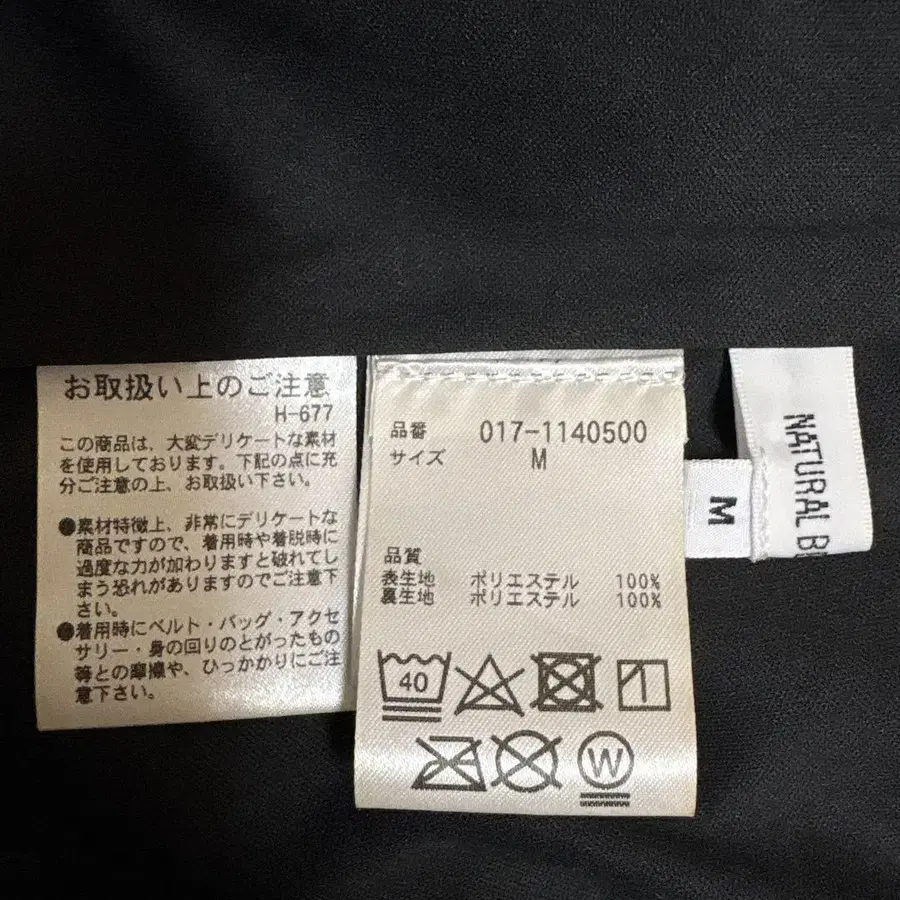 お取扱い上のご注意
H-677
この商品は、大変デリケートな素材
を使用しております。下記の点に充
分ご注意の上、お取扱い下さい。
●素材特徴上、非常にデリケートな
商品ですので、着用時や着脱時に
過度な力が加わりますと破れてし
まう恐れがありますのでご注意下
さい。
●着用時にベルト・バッグ・アクセ
サリー・身の回りのとがったもの
等との摩擦や、ひっかかりにご注
意下さい。
品番 017-1140500
サイズ M
品質
表生地 ポリエステル 100%
裏生地 ポリエステル 100%
40
W
M
NATURAL